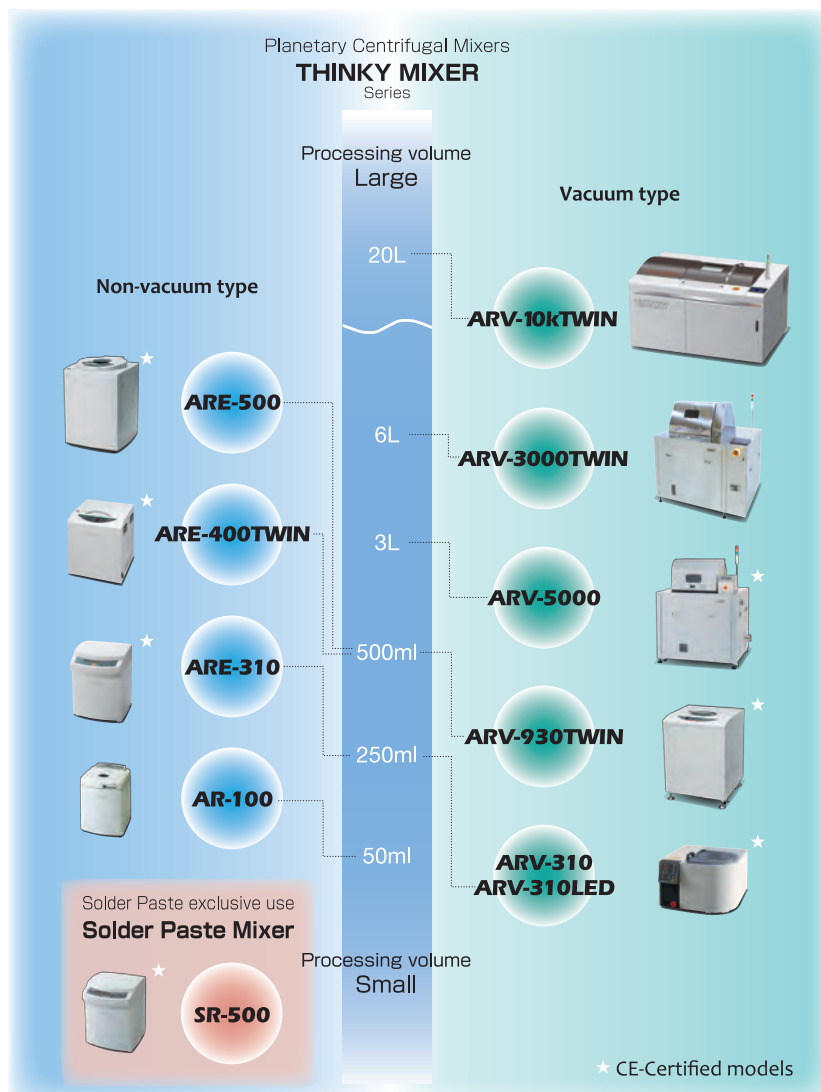 Planetary Centrifugal Mixers
THINKY MIXER
Series
Processing volume
Large
Non-vacuum type
ARE-500
ARE-400TWIN
ARE-310
AR-100
20L
6L
3L
500ml
250ml
50ml
Vacuum type
ARV-10kTWIN
ARV-3000TWIN
ARV-5000
ARV-930TWIN
ARV-310
ARV-310LED
Solder Paste exclusive use
Solder Paste Mixer
SR-500
Processing volume
Small
★ CE-Certified models